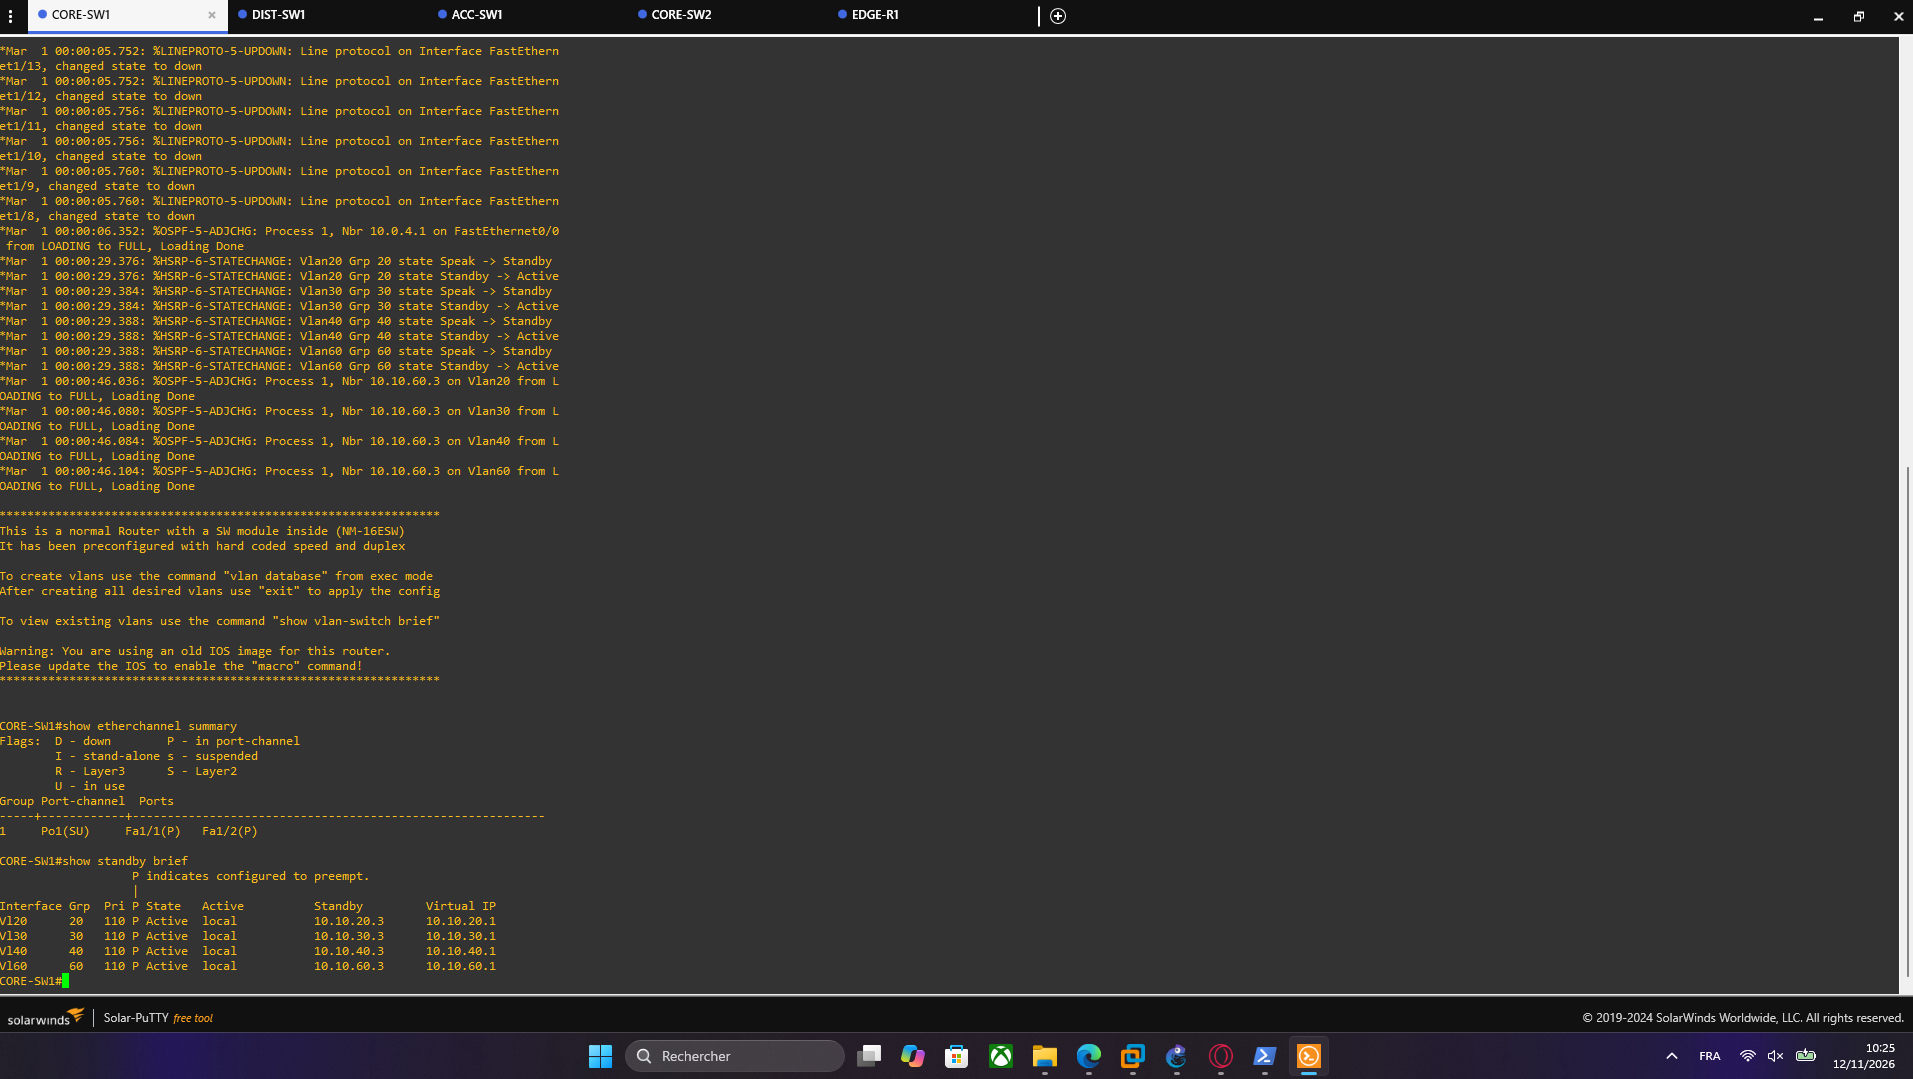 CORE-SW1 × DIST-SW1 ACC-SW1 CORE-SW2 EDGE-R1
*Mar  1 00:00:05.752: %LINEPROTO-5-UPDOWN: Line protocol on Interface FastEthern
et1/13, changed state to down
*Mar  1 00:00:05.752: %LINEPROTO-5-UPDOWN: Line protocol on Interface FastEthern
et1/12, changed state to down
*Mar  1 00:00:05.756: %LINEPROTO-5-UPDOWN: Line protocol on Interface FastEthern
et1/11, changed state to down
*Mar  1 00:00:05.756: %LINEPROTO-5-UPDOWN: Line protocol on Interface FastEthern
et1/10, changed state to down
*Mar  1 00:00:05.760: %LINEPROTO-5-UPDOWN: Line protocol on Interface FastEthern
et1/9, changed state to down
*Mar  1 00:00:05.760: %LINEPROTO-5-UPDOWN: Line protocol on Interface FastEthern
et1/8, changed state to down
*Mar  1 00:00:06.352: %OSPF-5-ADJCHG: Process 1, Nbr 10.0.4.1 on FastEthernet0/0
 from LOADING to FULL, Loading Done
*Mar  1 00:00:29.376: %HSRP-6-STATECHANGE: Vlan20 Grp 20 state Speak -> Standby
*Mar  1 00:00:29.376: %HSRP-6-STATECHANGE: Vlan20 Grp 20 state Standby -> Active
*Mar  1 00:00:29.384: %HSRP-6-STATECHANGE: Vlan30 Grp 30 state Speak -> Standby
*Mar  1 00:00:29.384: %HSRP-6-STATECHANGE: Vlan30 Grp 30 state Standby -> Active
*Mar  1 00:00:29.388: %HSRP-6-STATECHANGE: Vlan40 Grp 40 state Speak -> Standby
*Mar  1 00:00:29.388: %HSRP-6-STATECHANGE: Vlan40 Grp 40 state Standby -> Active
*Mar  1 00:00:29.388: %HSRP-6-STATECHANGE: Vlan60 Grp 60 state Speak -> Standby
*Mar  1 00:00:29.388: %HSRP-6-STATECHANGE: Vlan60 Grp 60 state Standby -> Active
*Mar  1 00:00:46.036: %OSPF-5-ADJCHG: Process 1, Nbr 10.10.60.3 on Vlan20 from L
OADING to FULL, Loading Done
*Mar  1 00:00:46.080: %OSPF-5-ADJCHG: Process 1, Nbr 10.10.60.3 on Vlan30 from L
OADING to FULL, Loading Done
*Mar  1 00:00:46.084: %OSPF-5-ADJCHG: Process 1, Nbr 10.10.60.3 on Vlan40 from L
OADING to FULL, Loading Done
*Mar  1 00:00:46.104: %OSPF-5-ADJCHG: Process 1, Nbr 10.10.60.3 on Vlan60 from L
OADING to FULL, Loading Done
***************************************************************
This is a normal Router with a SW module inside (NM-16ESW)
It has been preconfigured with hard coded speed and duplex
To create vlans use the command "vlan database" from exec mode
After creating all desired vlans use "exit" to apply the config
To view existing vlans use the command "show vlan-switch brief"
Warning: You are using an old IOS image for this router.
Please update the IOS to enable the "macro" command!
***************************************************************
CORE-SW1#show etherchannel summary
Flags:  D - down        P - in port-channel
        I - stand-alone s - suspended
        R - Layer3      S - Layer2
        U - in use
Group Port-channel  Ports
-----+------------+-----------------------------------------------------------
1     Po1(SU)     Fa1/1(P)   Fa1/2(P)
CORE-SW1#show standby brief
                   P indicates configured to preempt.
                   |
Interface Grp  Pri P State   Active          Standby         Virtual IP
Vl20      20   110 P Active  local           10.10.20.3      10.10.20.1
Vl30      30   110 P Active  local           10.10.30.3      10.10.30.1
Vl40      40   110 P Active  local           10.10.40.3      10.10.40.1
Vl60      60   110 P Active  local           10.10.60.3      10.10.60.1
CORE-SW1#
solarwinds | Solar-PuTTY free tool © 2019-2024 SolarWinds Worldwide, LLC. All rights reserved.
Rechercher FRA 10:25
12/11/2026